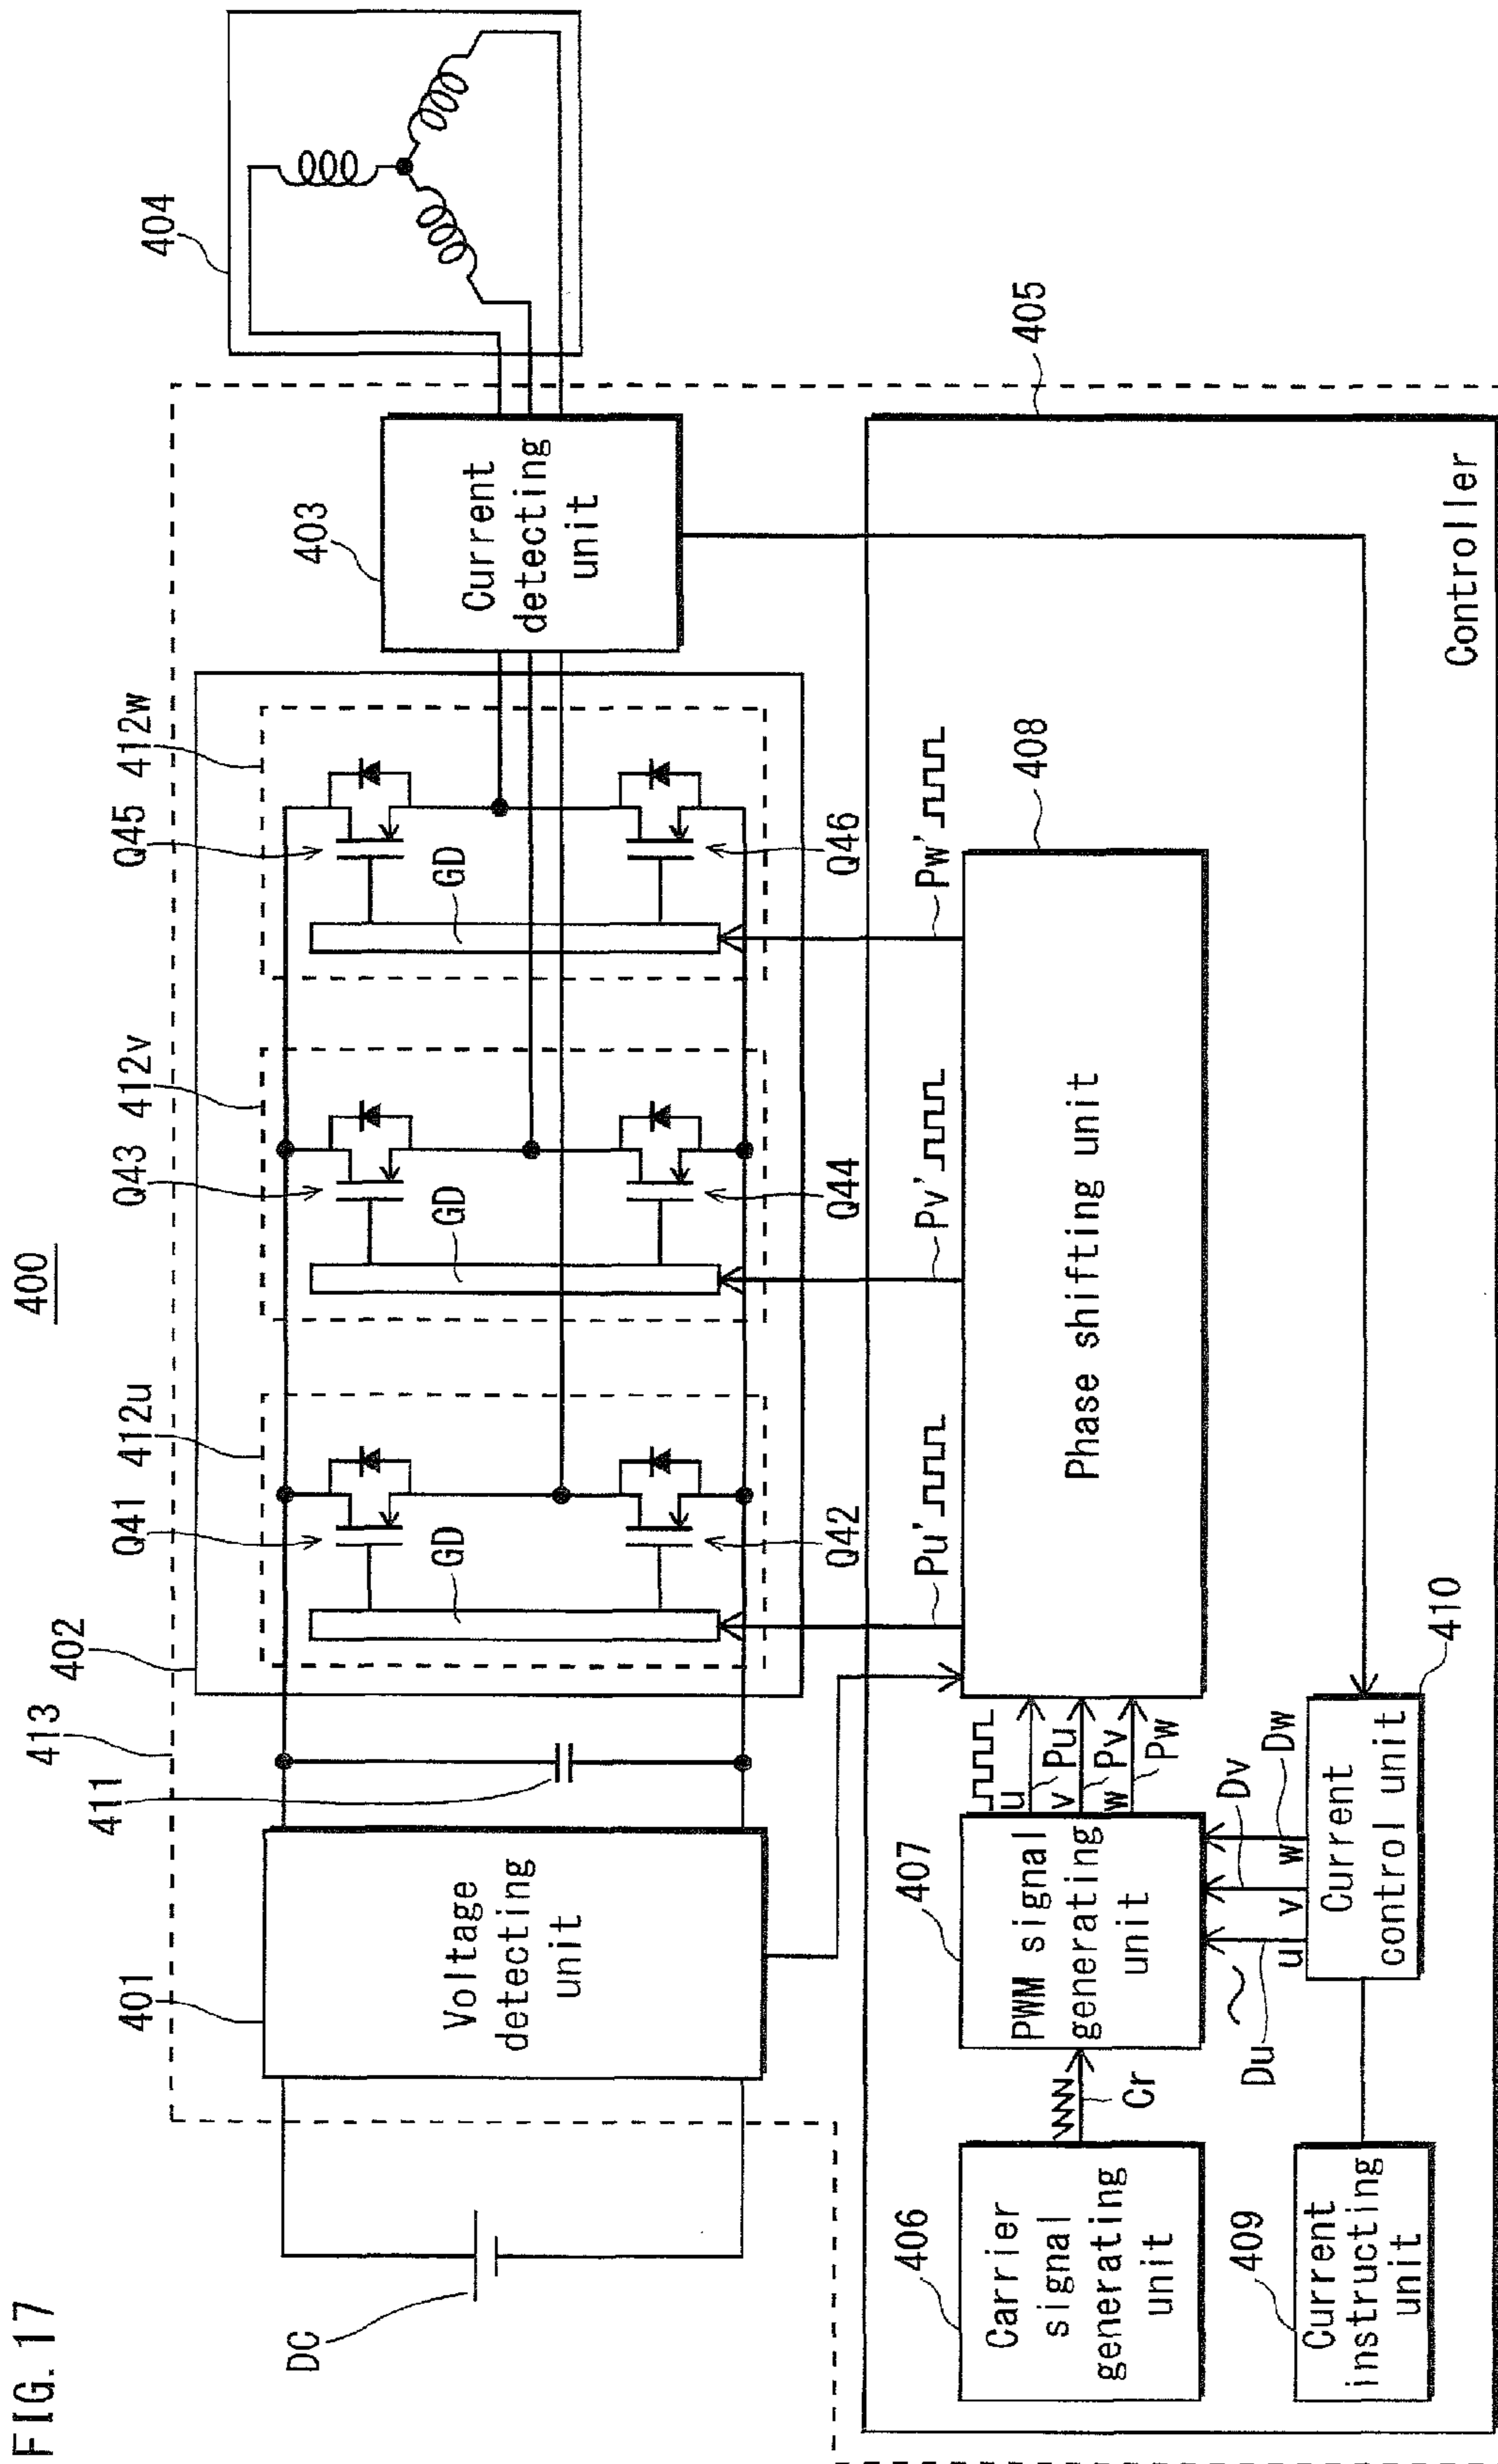 FIG. 17
400
413
402
401
411
DC
412u
412v
412w
Q41
Q43
Q45
GD
GD
GD
Q42
Q44
Q46
403
404
Voltage
detecting
unit
Current
detecting
unit
405
Pu'
Pv'
Pw'
408
Phase shifting unit
406
Carrier
signal
generating
unit
Cr
407
PWM signal
generating
unit
u
Pu
v
Pv
w
Pw
Du
Dv
Dw
u
v
w
409
Current
instructing
unit
410
Current
control unit
Controller